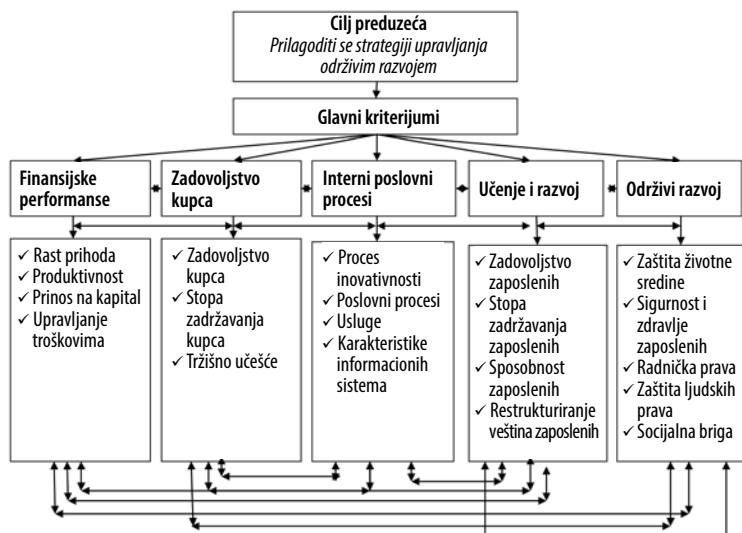 Cilj preduzeća
Prilagoditi se strategiji upravljanja
održivim razvojem
Glavni kriterijumi
Finansijske
performanse
Zadovoljstvo
kupca
Interni poslovni
procesi
Učenje i razvoj
Održivi razvoj
✓ Rast prihoda
✓ Produktivnost
✓ Prinos na kapital
✓ Upravljanje
troškovima
✓ Zadovoljstvo
kupca
✓ Stopa
zadržavanja
kupca
✓ Tržišno učešće
✓ Proces
inovativnosti
✓ Poslovni procesi
✓ Usluge
✓ Karakteristike
informacionih
sistema
✓ Zadovoljstvo
zaposlenih
✓ Stopa
zadržavanja
zaposlenih
✓ Sposobnost
zaposlenih
✓ Restrukturiranje
veština zaposlenih
✓ Zaštita životne
sredine
✓ Sigurnost i
zdravlje
zaposlenih
✓ Radnička prava
✓ Zaštita ljudskih
prava
✓ Socijalna briga